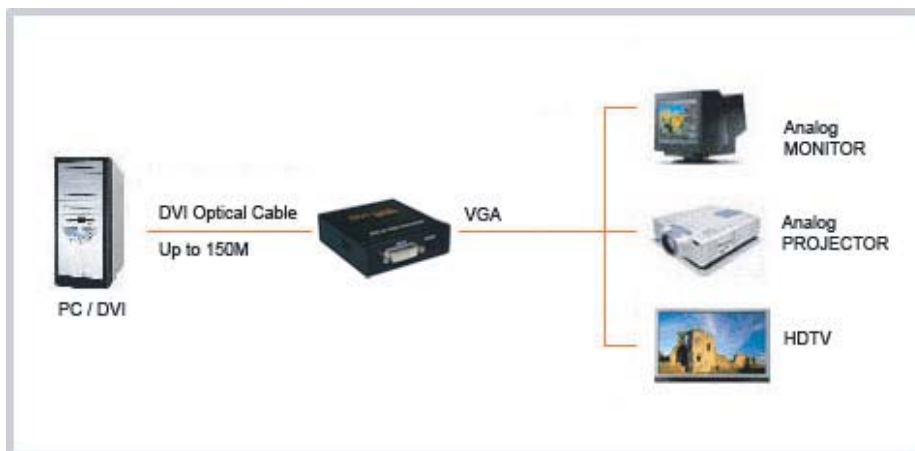 PC / DVI
DVI Optical Cable
Up to 150M
VGA
Analog
MONITOR
Analog
PROJECTOR
HDTV